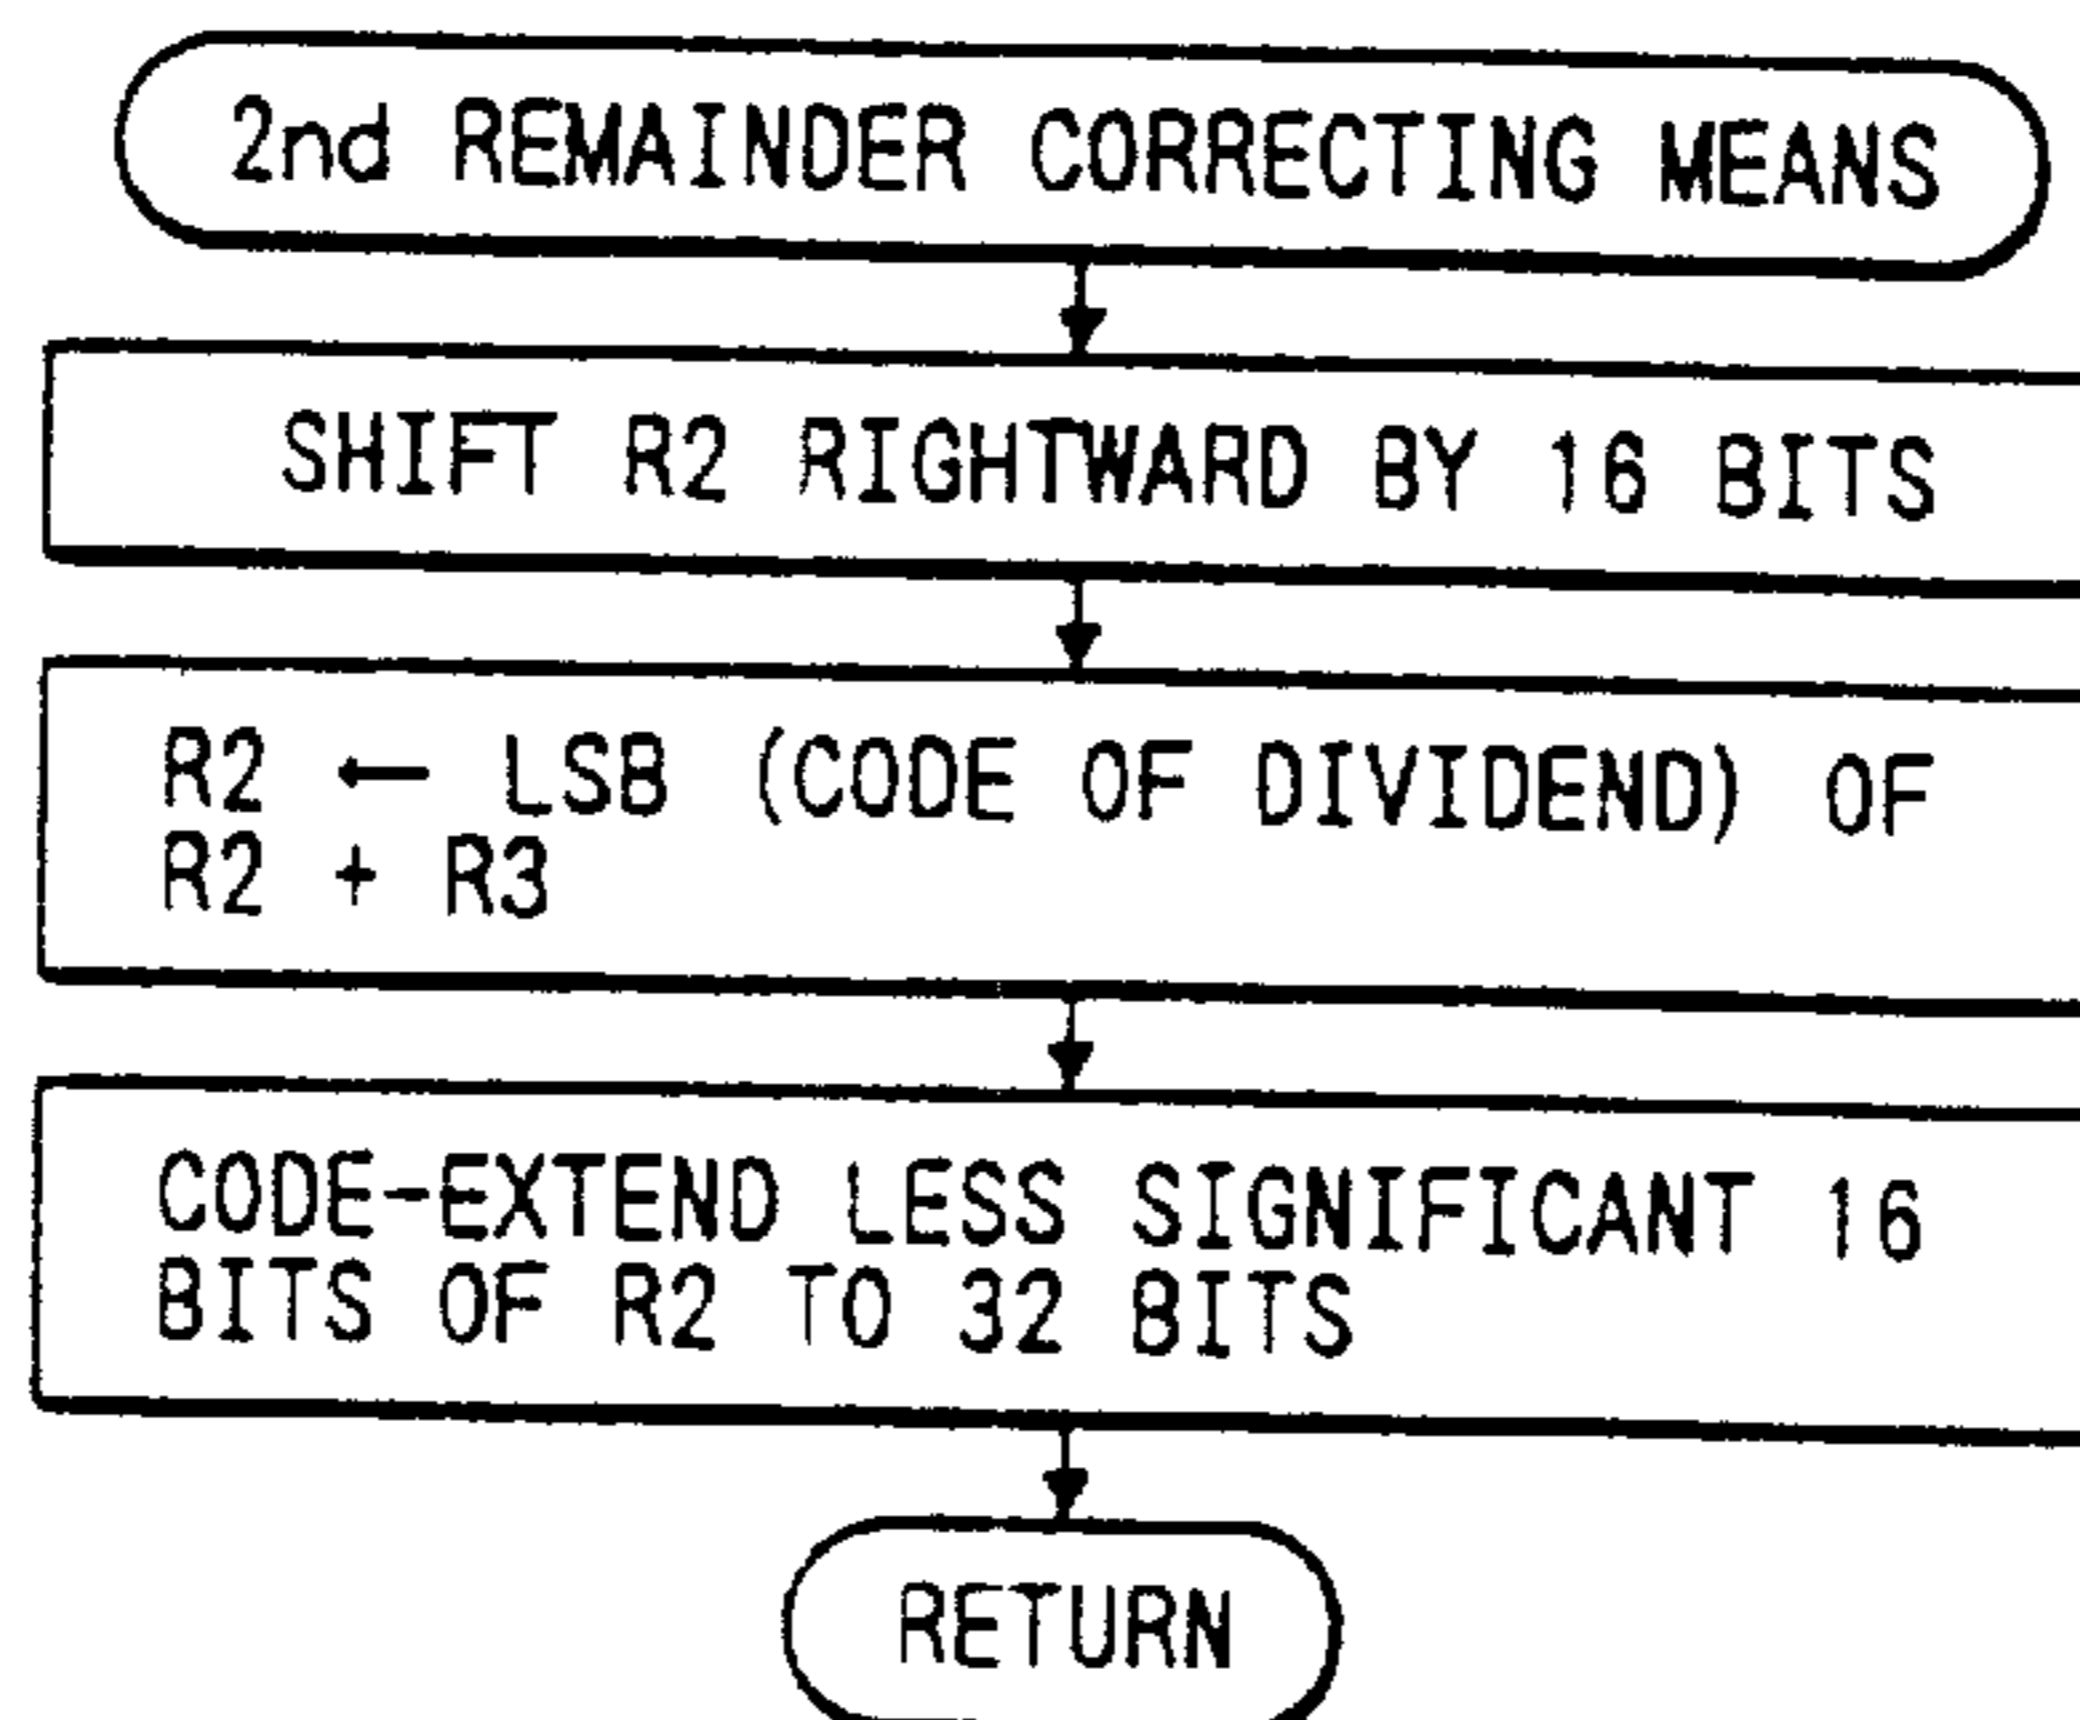 2nd REMAINDER CORRECTING MEANS
SHIFT R2 RIGHTWARD BY 16 BITS
R2 ← LSB (CODE OF DIVIDEND) OF
R2 + R3
CODE-EXTEND LESS SIGNIFICANT 16
BITS OF R2 TO 32 BITS
RETURN